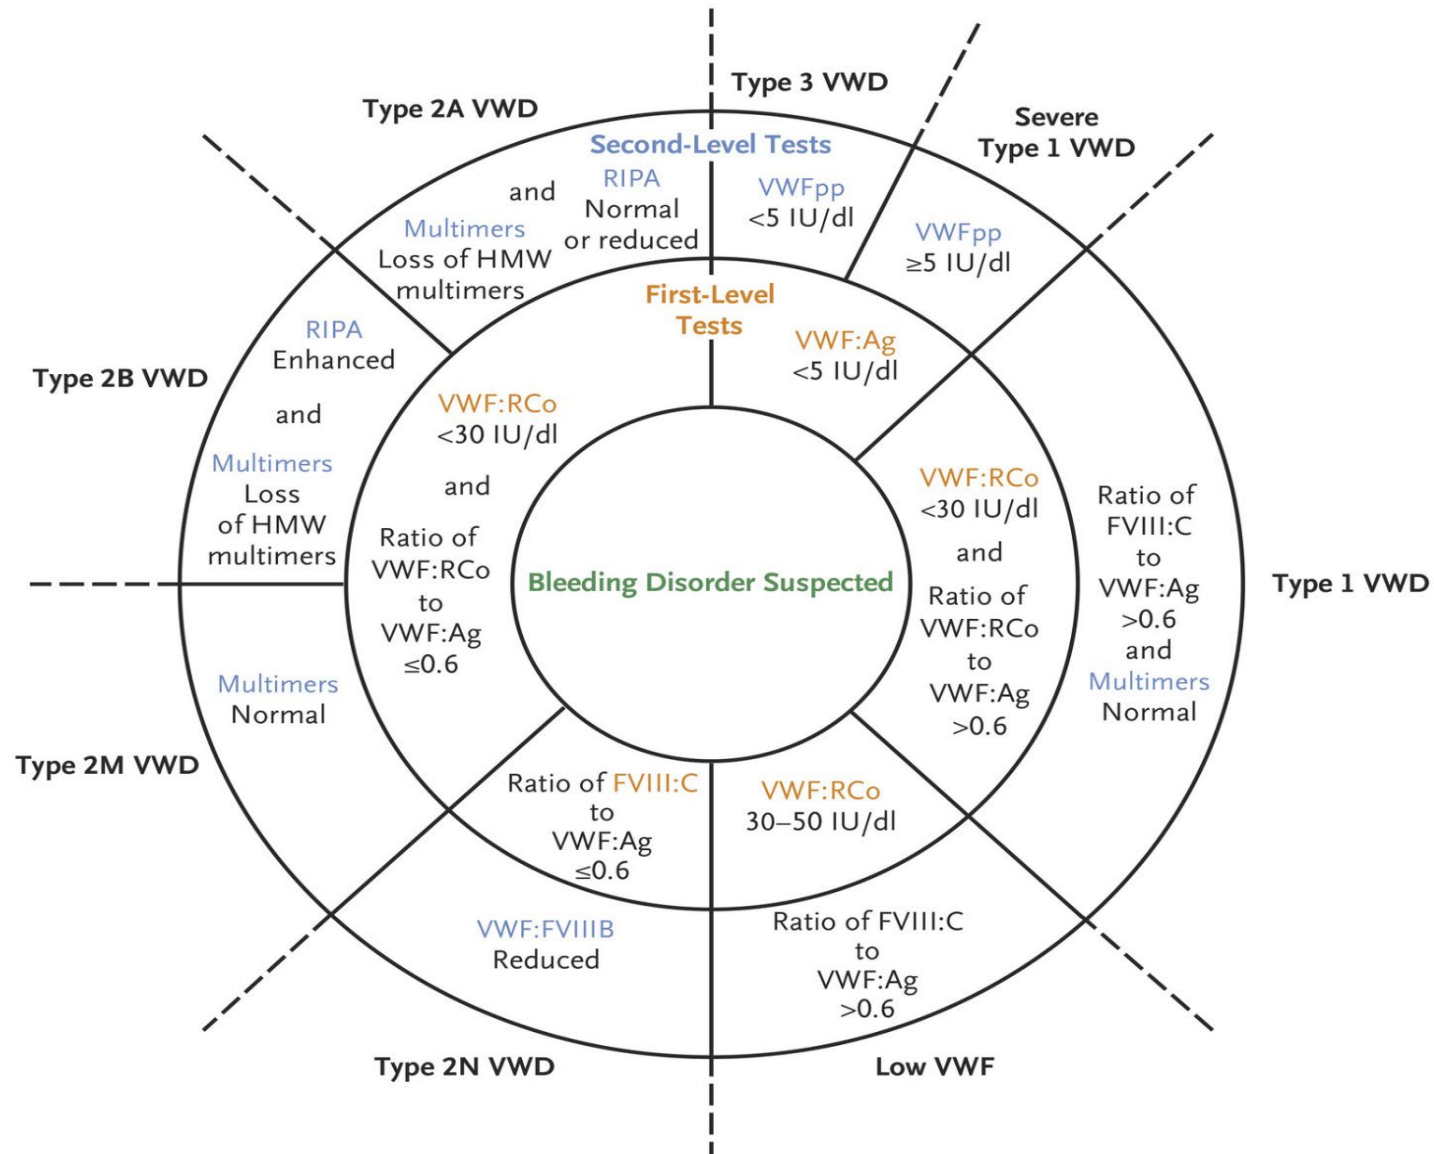 Type 3 VWD
Type 2A VWD
Severe
Type 1 VWD
Second-Level Tests
and
RIPA
Normal
or reduced
Multimers
Loss of HMW
multimers
VWFpp
<5 IU/dl
VWFpp
≥5 IU/dl
First-Level
Tests
VWF:Ag
<5 IU/dl
Type 2B VWD
RIPA
Enhanced
and
Multimers
Loss
of HMW
multimers
VWF:RCo
<30 IU/dl
and
Ratio of
VWF:RCo
to
VWF:Ag
≤0.6
Bleeding Disorder Suspected
VWF:RCo
<30 IU/dl
and
Ratio of
VWF:RCo
to
VWF:Ag
>0.6
Ratio of
FVIII:C
to
VWF:Ag
>0.6
and
Multimers
Normal
Type 1 VWD
Multimers
Normal
Type 2M VWD
Ratio of FVIII:C
to
VWF:Ag
≤0.6
VWF:RCo
30–50 IU/dl
VWF:FVIIIB
Reduced
Ratio of FVIII:C
to
VWF:Ag
>0.6
Type 2N VWD
Low VWF